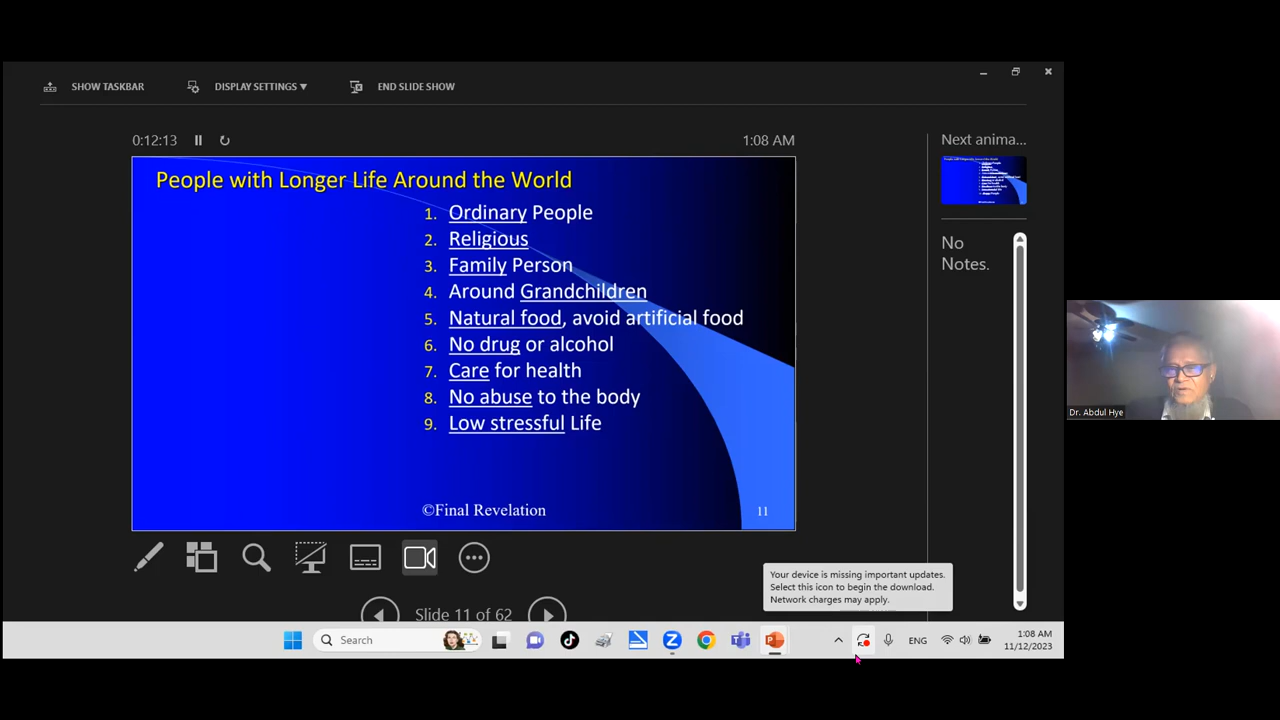 SHOW TASKBAR
DISPLAY SETTINGS ▾
END SLIDE SHOW
0:12:13
1:08 AM
Next anima...
People with Longer Life Around the World
1. Ordinary People
2. Religious
3. Family Person
4. Around Grandchildren
5. Natural food, avoid artificial food
6. No drug or alcohol
7. Care for health
8. No abuse to the body
9. Low stressful Life
©Final Revelation
11
No
Notes.
Dr. Abdul Hye
Your device is missing important updates.
Select this icon to begin the download.
Network charges may apply.
Slide 11 of 62
Search
ENG
1:08 AM
11/12/2023